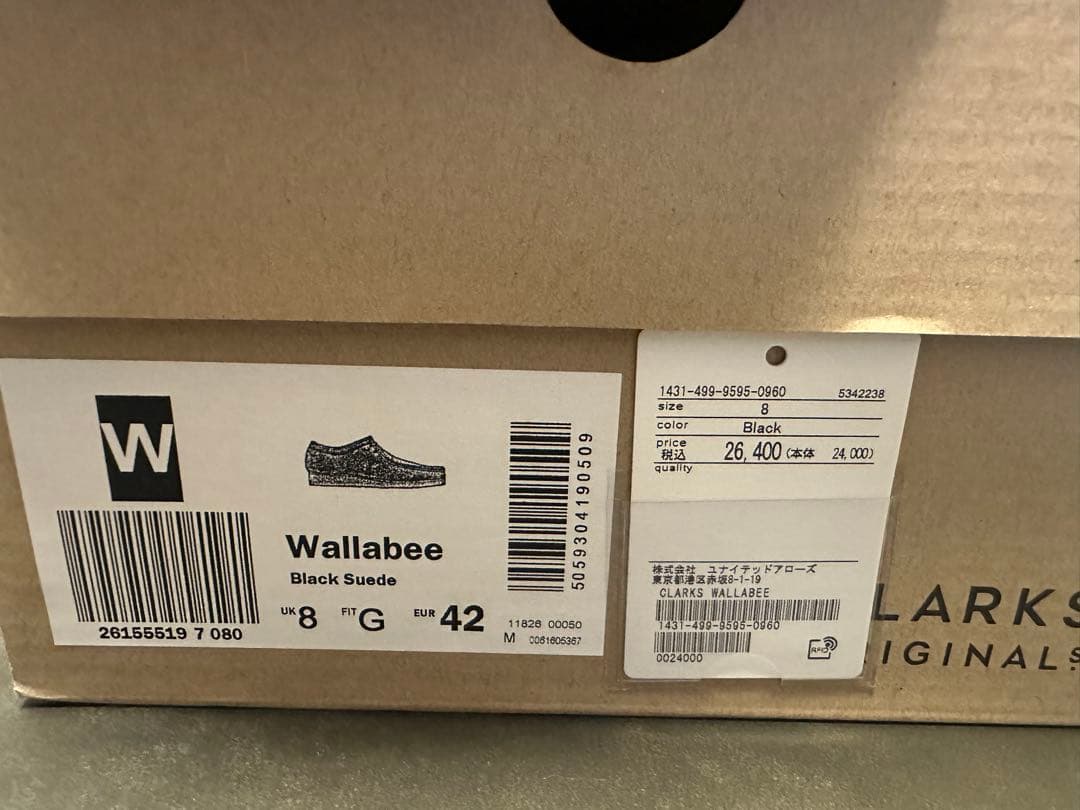 W
26155519 7 080
Wallabee
Black Suede
UK 8 FIT G EUR 42
5059304190509
11826 00050
M 0061605367
1431-499-9595-0960 5342238
size 8
color Black
price
税込 26,400 (本体 24,000)
quality
株式会社 ユナイテッドアローズ
東京都港区赤坂8-1-19
CLARKS WALLABEE
1431-499-9595-0960
0024000
RFID
LARKS
IGINALS